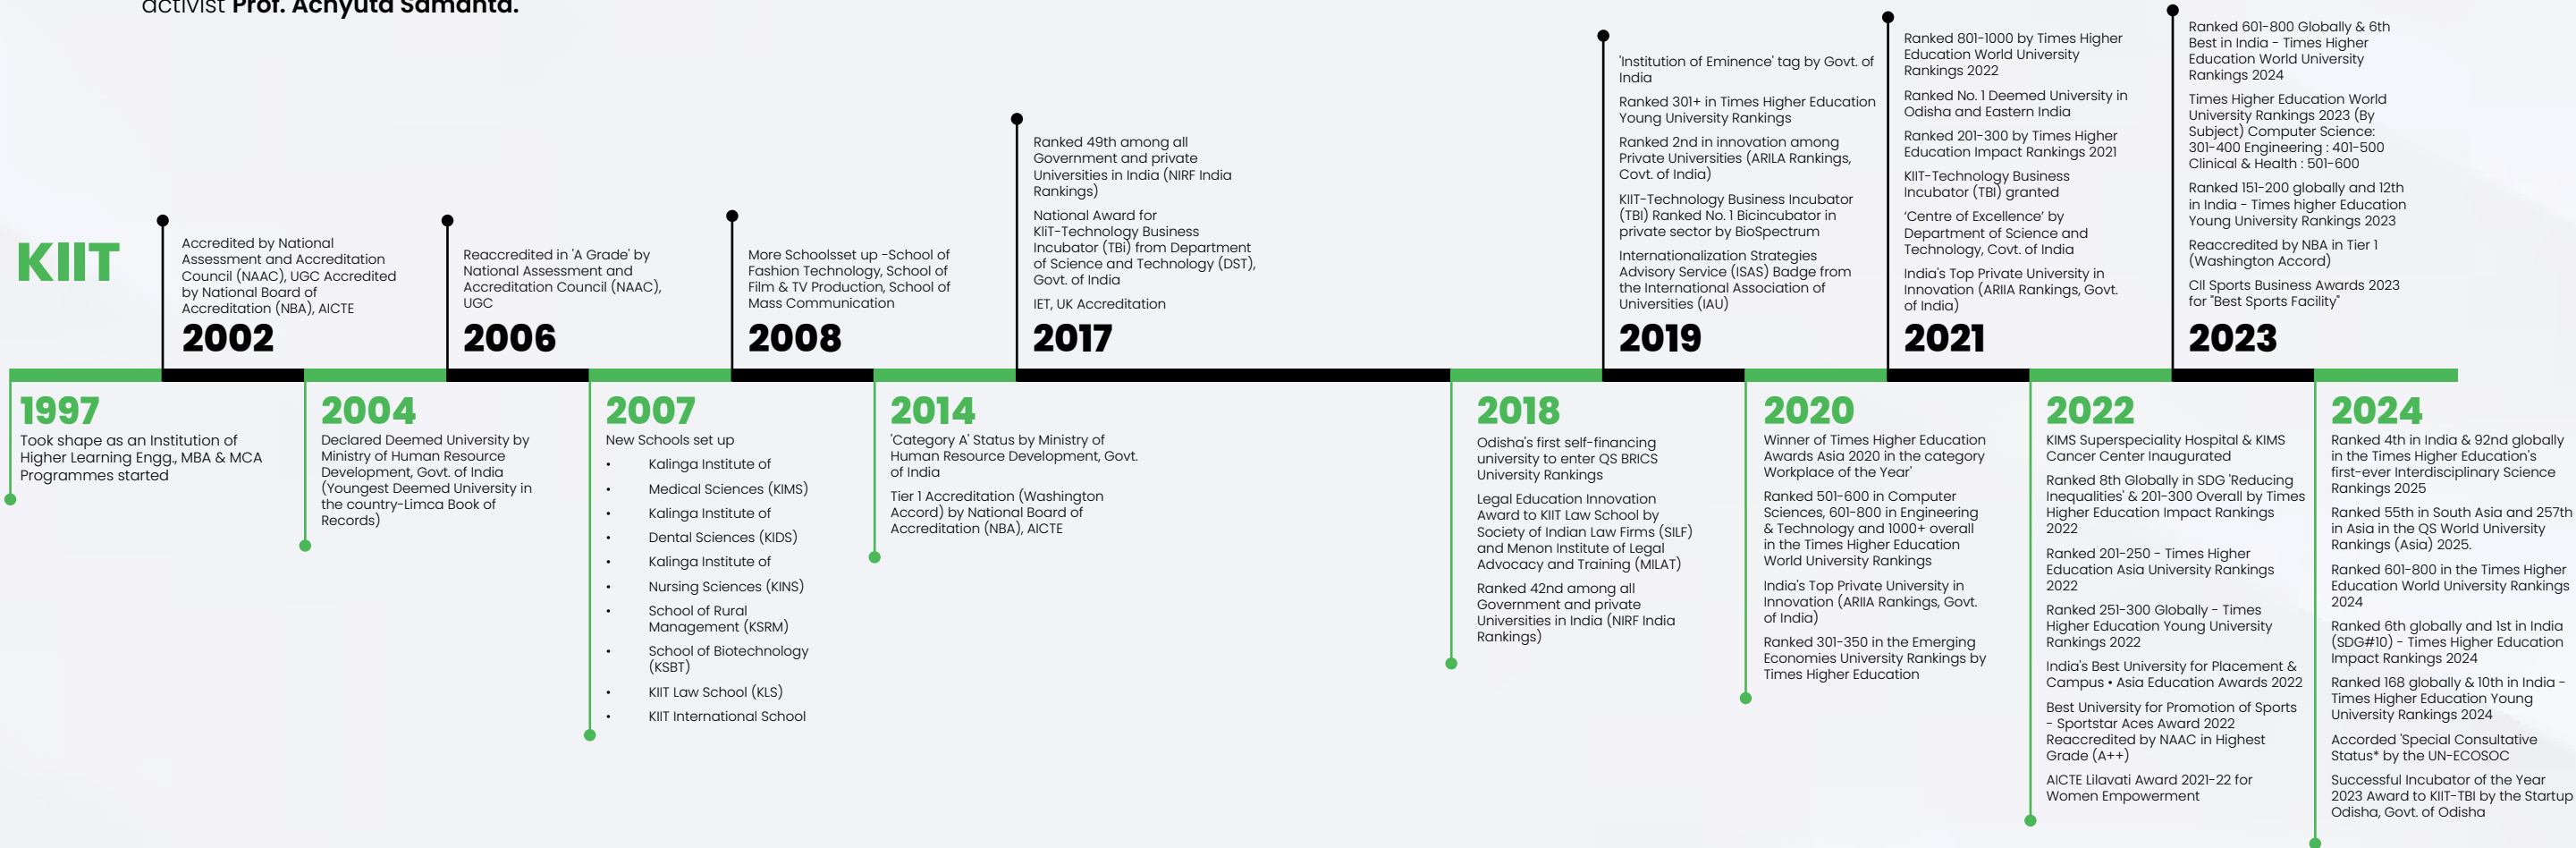 activist Prof. Achyuta Samanta.
KIIT
1997
Took shape as an Institution of
Higher Learning Engg., MBA & MCA
Programmes started
Accredited by National
Assessment and Accreditation
Council (NAAC), UGC Accredited
by National Board of
Accreditation (NBA), AICTE
2002
2004
Declared Deemed University by
Ministry of Human Resource
Development, Govt. of India
(Youngest Deemed University in
the country-Limca Book of
Records)
Reaccredited in 'A Grade' by
National Assessment and
Accreditation Council (NAAC),
UGC
2006
2007
New Schools set up
• Kalinga Institute of
• Medical Sciences (KIMS)
• Kalinga Institute of
• Dental Sciences (KIDS)
• Kalinga Institute of
• Nursing Sciences (KINS)
• School of Rural
Management (KSRM)
• School of Biotechnology
(KSBT)
• KIIT Law School (KLS)
• KIIT International School
More Schoolsset up -School of
Fashion Technology, School of
Film & TV Production, School of
Mass Communication
2008
2014
'Category A' Status by Ministry of
Human Resource Development, Govt.
of India
Tier 1 Accreditation (Washington
Accord) by National Board of
Accreditation (NBA), AICTE
Ranked 49th among all
Government and private
Universities in India (NIRF India
Rankings)
National Award for
KliT-Technology Business
Incubator (TBi) from Department
of Science and Technology (DST),
Govt. of India
IET, UK Accreditation
2017
2018
Odisha's first self-financing
university to enter QS BRICS
University Rankings
Legal Education Innovation
Award to KIIT Law School by
Society of Indian Law Firms (SILF)
and Menon Institute of Legal
Advocacy and Training (MILAT)
Ranked 42nd among all
Government and private
Universities in India (NIRF India
Rankings)
'Institution of Eminence' tag by Govt. of
India
Ranked 301+ in Times Higher Education
Young University Rankings
Ranked 2nd in innovation among
Private Universities (ARILA Rankings,
Covt. of India)
KIIT-Technology Business Incubator
(TBI) Ranked No. 1 Bicincubator in
private sector by BioSpectrum
Internationalization Strategies
Advisory Service (ISAS) Badge from
the International Association of
Universities (IAU)
2019
2020
Winner of Times Higher Education
Awards Asia 2020 in the category
Workplace of the Year'
Ranked 501-600 in Computer
Sciences, 601-800 in Engineering
& Technology and 1000+ overall
in the Times Higher Education
World University Rankings
India's Top Private University in
Innovation (ARIIA Rankings, Govt.
of India)
Ranked 301-350 in the Emerging
Economies University Rankings by
Times Higher Education
Ranked 801-1000 by Times Higher
Education World University
Rankings 2022
Ranked No. 1 Deemed University in
Odisha and Eastern India
Ranked 201-300 by Times Higher
Education Impact Rankings 2021
KIIT-Technology Business
Incubator (TBI) granted
‘Centre of Excellence’ by
Department of Science and
Technology, Covt. of India
India's Top Private University in
Innovation (ARIIA Rankings, Govt.
of India)
2021
2022
KIMS Superspeciality Hospital & KIMS
Cancer Center Inaugurated
Ranked 8th Globally in SDG 'Reducing
Inequalities' & 201-300 Overall by Times
Higher Education Impact Rankings
2022
Ranked 201-250 - Times Higher
Education Asia University Rankings
2022
Ranked 251-300 Globally - Times
Higher Education Young University
Rankings 2022
India's Best University for Placement &
Campus • Asia Education Awards 2022
Best University for Promotion of Sports
- Sportstar Aces Award 2022
Reaccredited by NAAC in Highest
Grade (A++)
AICTE Lilavati Award 2021-22 for
Women Empowerment
Ranked 601-800 Globally & 6th
Best in India - Times Higher
Education World University
Rankings 2024
Times Higher Education World
University Rankings 2023 (By
Subject) Computer Science:
301-400 Engineering : 401-500
Clinical & Health : 501-600
Ranked 151-200 globally and 12th
in India - Times higher Education
Young University Rankings 2023
Reaccredited by NBA in Tier 1
(Washington Accord)
CII Sports Business Awards 2023
for "Best Sports Facility"
2023
2024
Ranked 4th in India & 92nd globally
in the Times Higher Education's
first-ever Interdisciplinary Science
Rankings 2025
Ranked 55th in South Asia and 257th
in Asia in the QS World University
Rankings (Asia) 2025.
Ranked 601-800 in the Times Higher
Education World University Rankings
2024
Ranked 6th globally and 1st in India
(SDG#10) - Times Higher Education
Impact Rankings 2024
Ranked 168 globally & 10th in India -
Times Higher Education Young
University Rankings 2024
Accorded 'Special Consultative
Status* by the UN-ECOSOC
Successful Incubator of the Year
2023 Award to KIIT-TBI by the Startup
Odisha, Govt. of Odisha